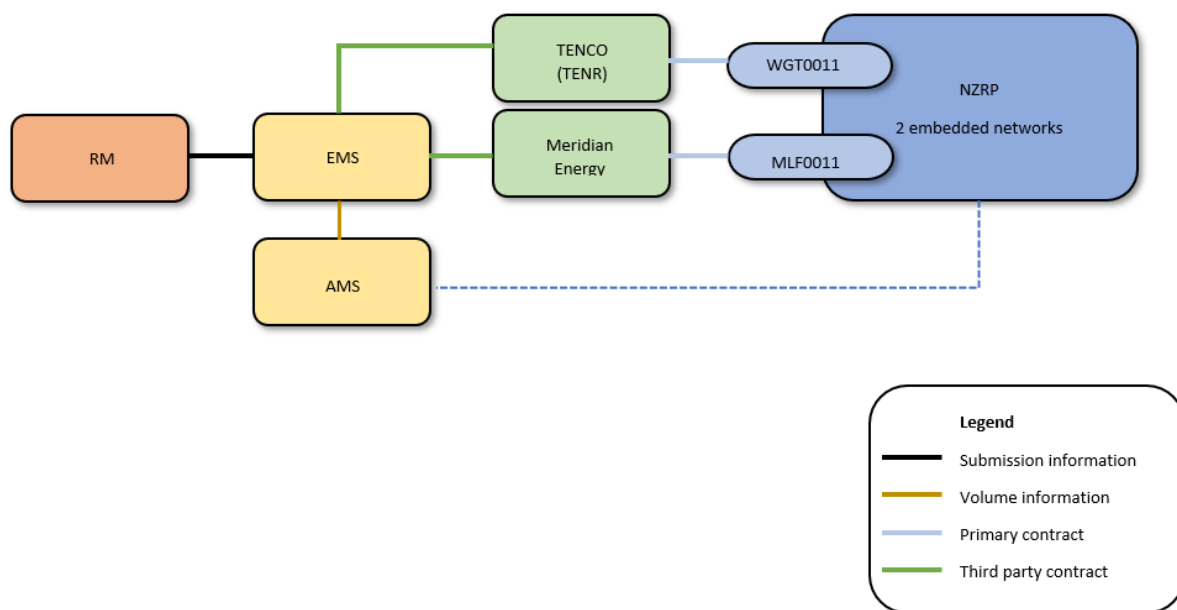 TENCO
(TENR)
WGT0011
NZRP
2 embedded networks
RM
EMS
Meridian
Energy
MLF0011
AMS
Legend
Submission information
Volume information
Primary contract
Third party contract